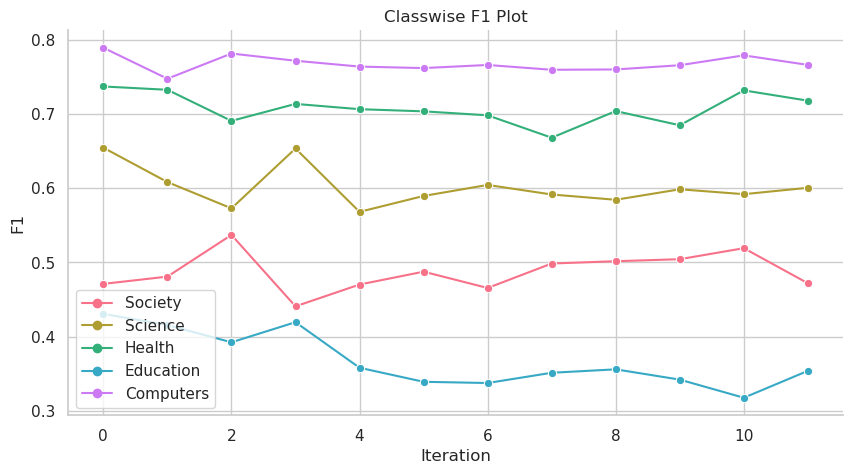 Classwise F1 Plot
0.8
0.7
0.6
0.5
0.4
0.3
F1
Society
Science
Health
Education
Computers
0 2 4 6 8 10
Iteration